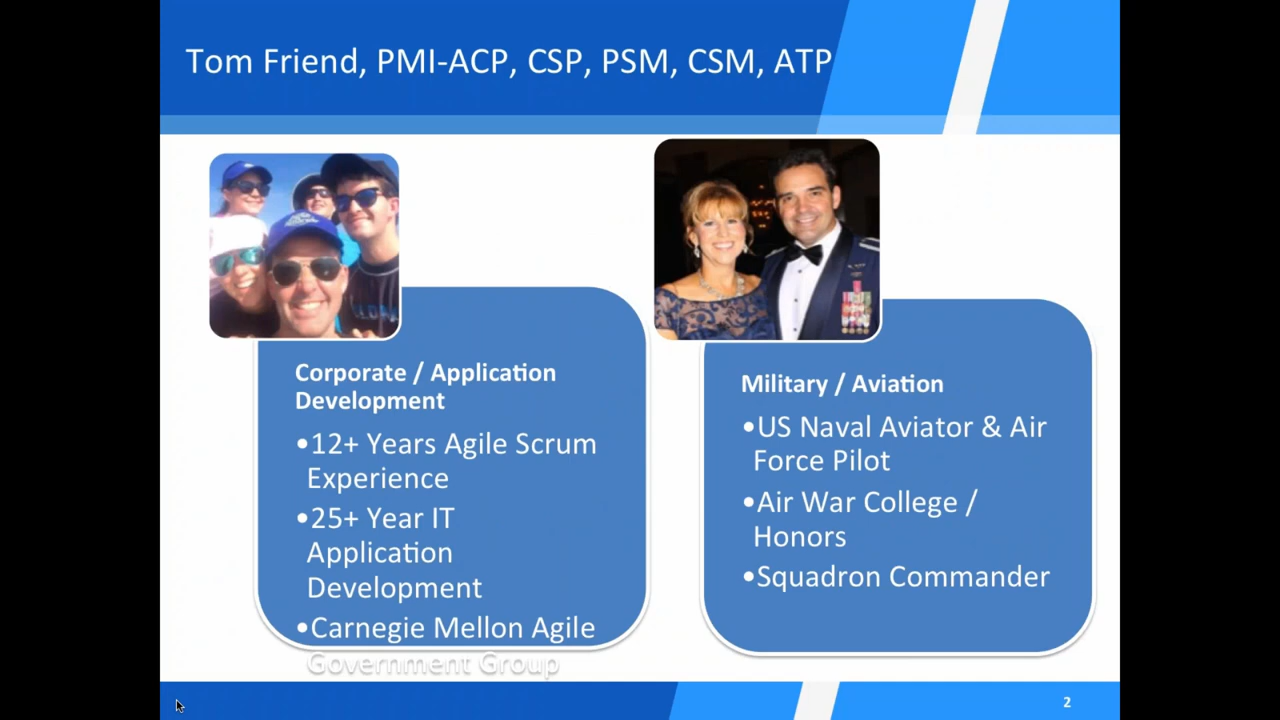 Tom Friend, PMI-ACP, CSP, PSM, CSM, ATP
Corporate / Application
Development
•12+ Years Agile Scrum
Experience
•25+ Year IT
Application
Development
•Carnegie Mellon Agile
Government Group
Military / Aviation
•US Naval Aviator & Air
Force Pilot
•Air War College /
Honors
•Squadron Commander
2